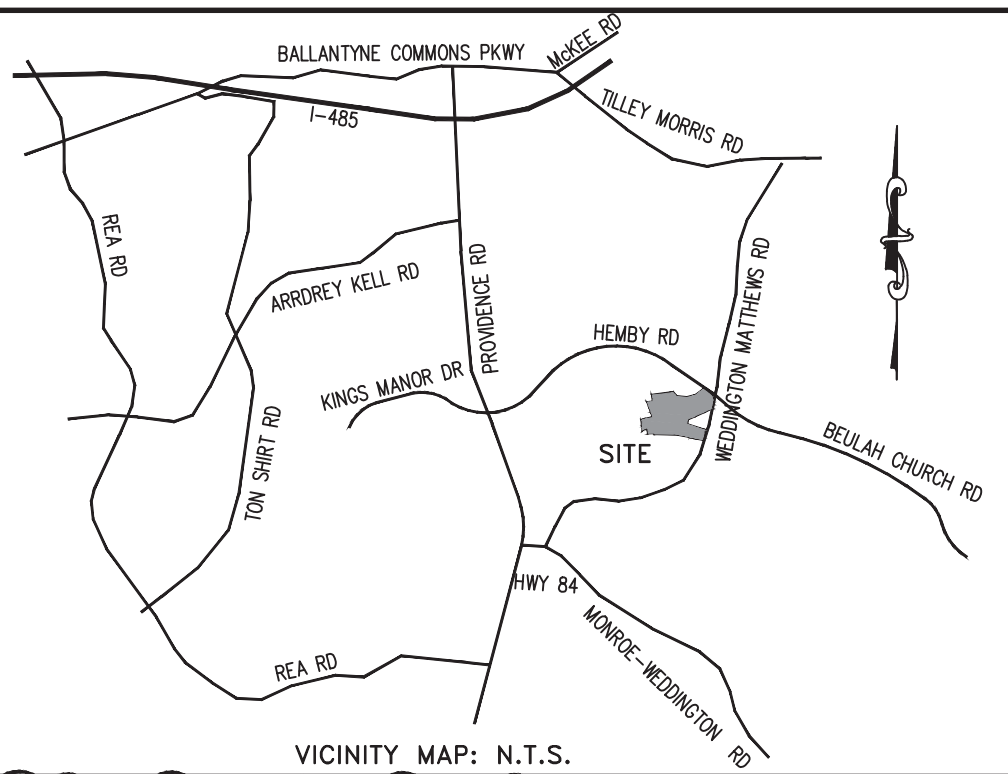 BALLANTYNE COMMONS PKWY
McKEE RD
I-485
TILLEY MORRIS RD
REA RD
ARRDREY KELL RD
PROVIDENCE RD
WEDDINGTON MATTHEWS RD
HEMBY RD
KINGS MANOR DR
TON SHIRT RD
SITE
BEULAH CHURCH RD
HWY 84
MONROE-WEDDINGTON RD
REA RD
VICINITY MAP: N.T.S.